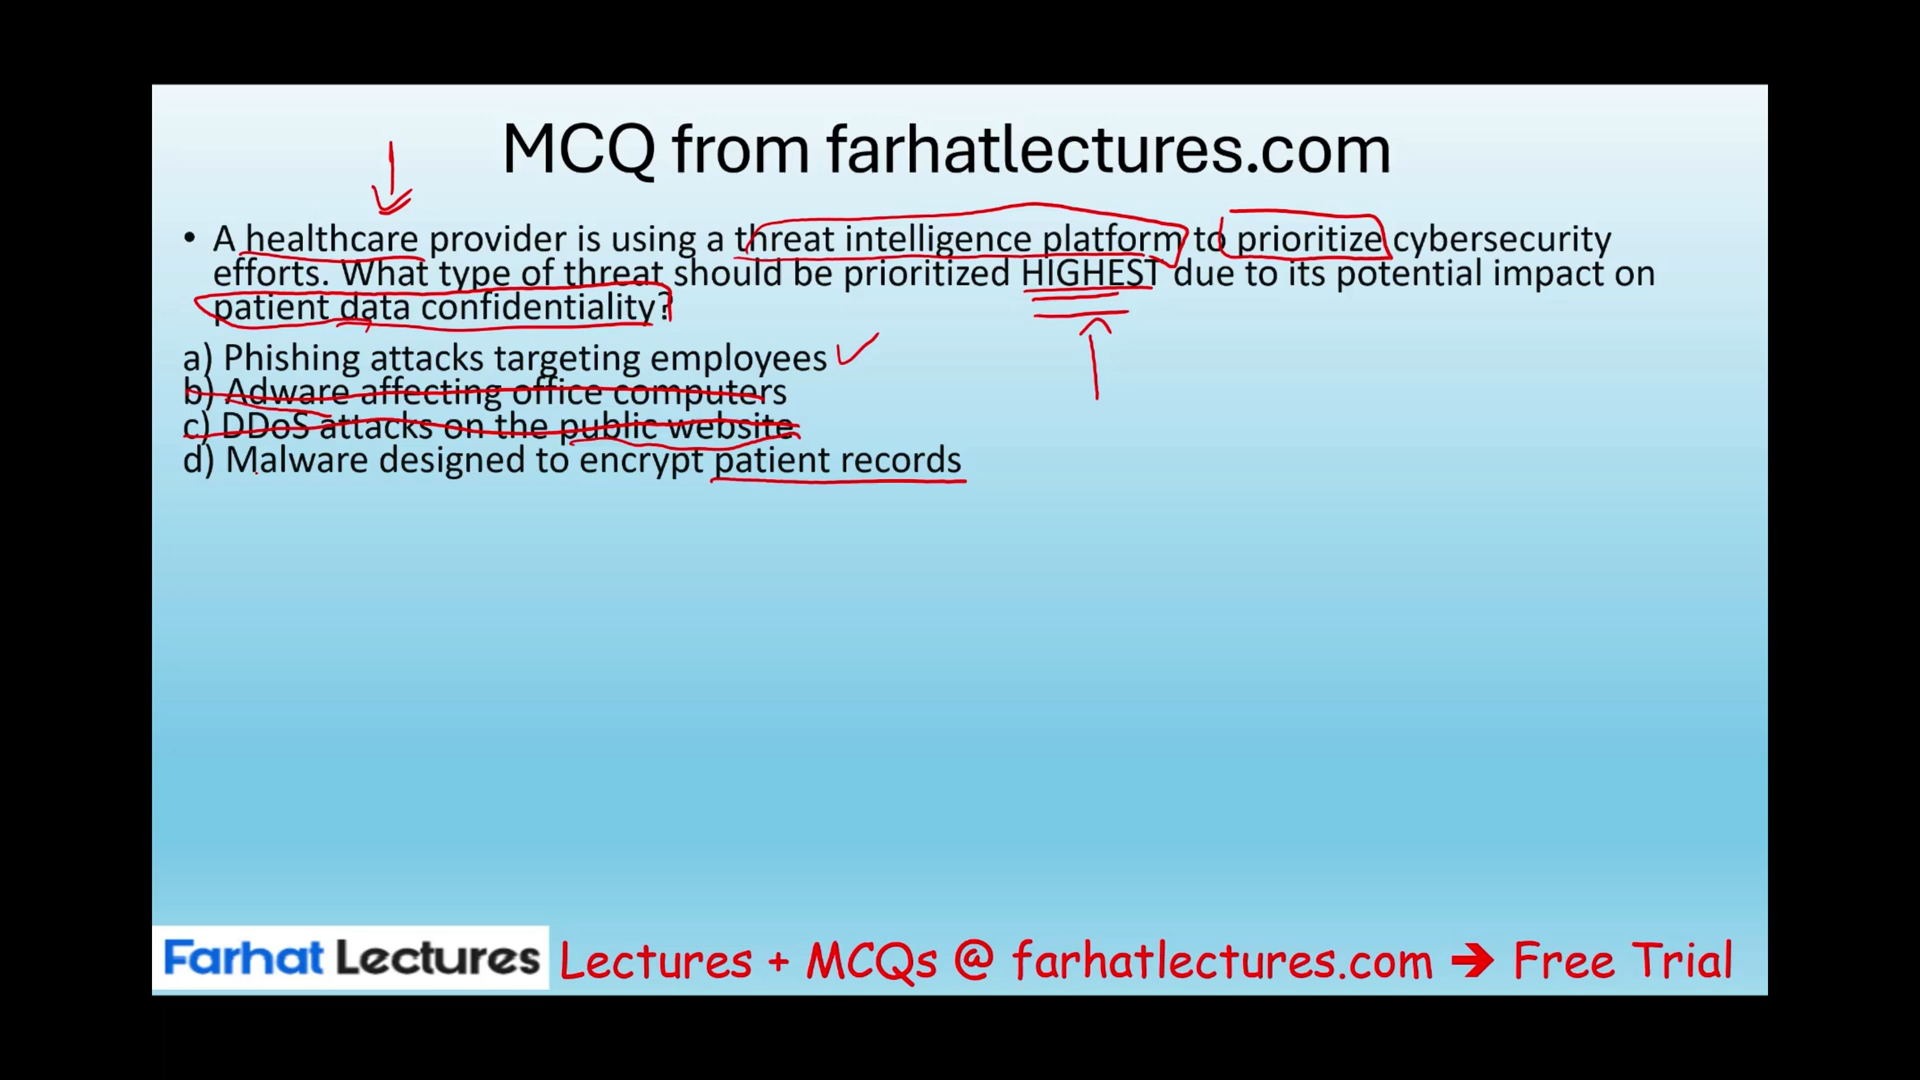 MCQ from farhatlectures.com
• A healthcare provider is using a threat intelligence platform to prioritize cybersecurity
efforts. What type of threat should be prioritized HIGHEST due to its potential impact on
patient data confidentiality?
a) Phishing attacks targeting employees
b) Adware affecting office computers
c) DDoS attacks on the public website
d) Malware designed to encrypt patient records
Farhat Lectures Lectures + MCQs @ farhatlectures.com ➔ Free Trial